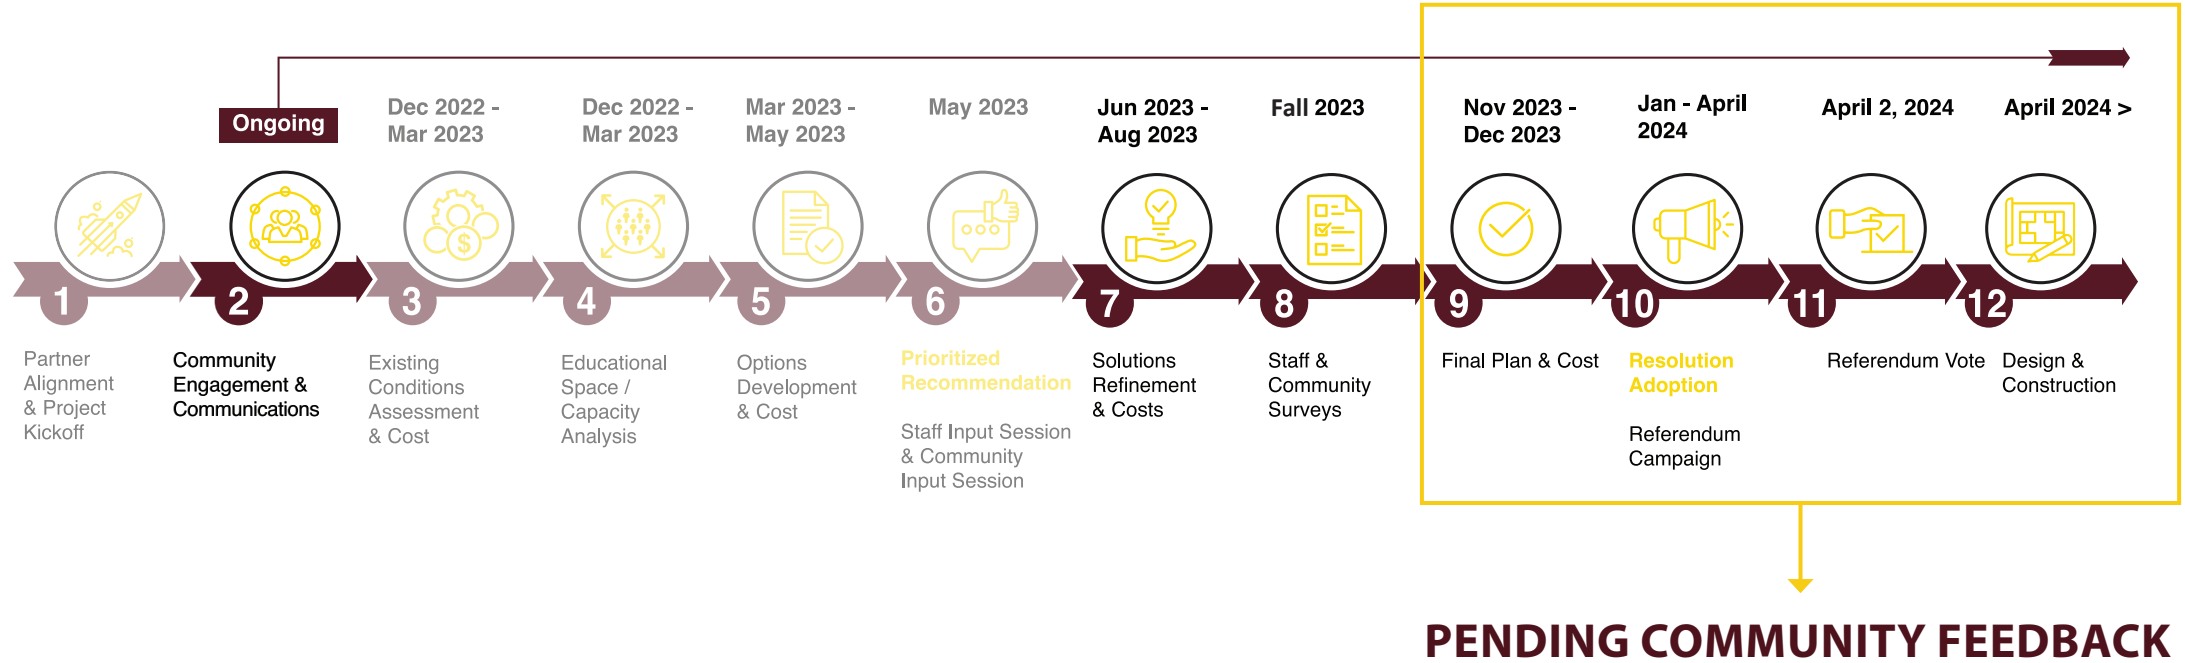 Ongoing
Dec 2022 -
Mar 2023
Dec 2022 -
Mar 2023
Mar 2023 -
May 2023
May 2023
Jun 2023 -
Aug 2023
Fall 2023
Nov 2023 -
Dec 2023
Jan - April
2024
April 2, 2024
April 2024 >
$
1
2
3
4
5
6
7
8
9
10
11
12
Partner
Alignment
& Project
Kickoff
Community
Engagement &
Communications
Existing
Conditions
Assessment
& Cost
Educational
Space /
Capacity
Analysis
Options
Development
& Cost
Prioritized
Recommendation
Staff Input Session
& Community
Input Session
Solutions
Refinement
& Costs
Staff &
Community
Surveys
Final Plan & Cost
Resolution
Adoption
Referendum
Campaign
Referendum Vote
Design &
Construction
PENDING COMMUNITY FEEDBACK